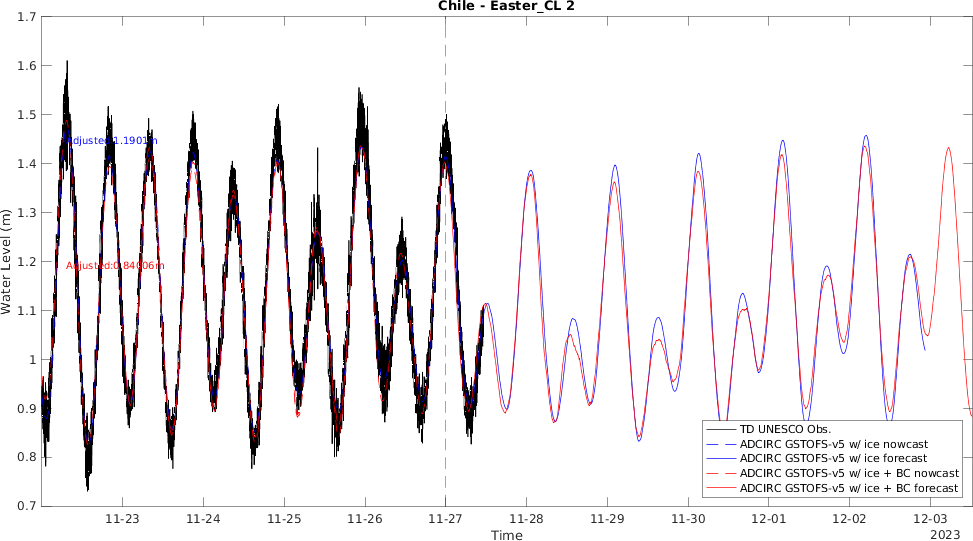 Chile - Easter_CL 2
1.7
1.6
1.5
1.4
1.3
1.2
1.1
1
0.9
0.8
0.7
Water Level (m)
Adjusted:1.1901m
Adjusted:0.84006m
TD UNESCO Obs.
ADCIRC GSTOFS-v5 w/ ice nowcast
ADCIRC GSTOFS-v5 w/ ice forecast
ADCIRC GSTOFS-v5 w/ ice + BC nowcast
ADCIRC GSTOFS-v5 w/ ice + BC forecast
11-23
11-24
11-25
11-26
11-27
11-28
11-29
11-30
12-01
12-02
12-03
2023
Time